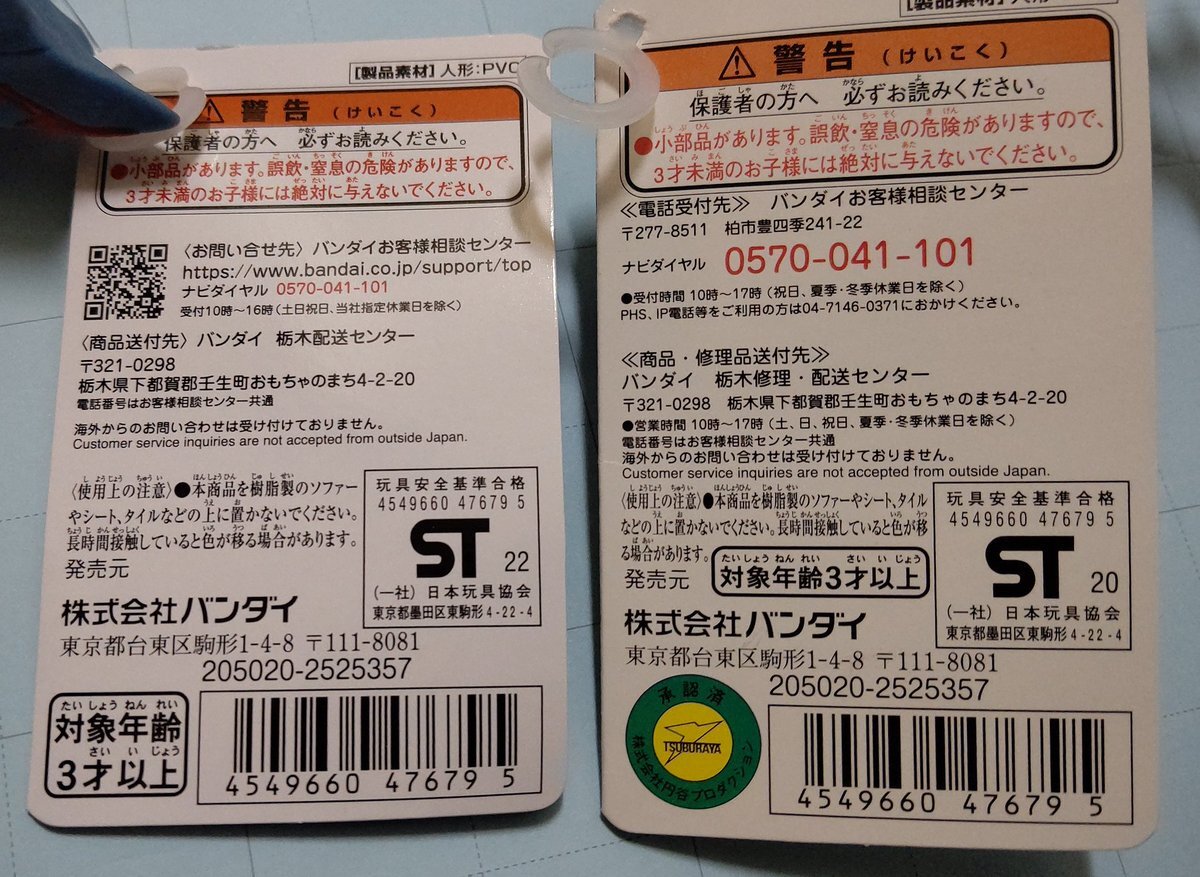 [製品素材]人形:PVC
警告(けいこく)
保護者の方へ 必ずお読みください。
●小部品があります。誤飲・窒息の危険がありますので、
3才未満のお子様には絶対に与えないでください。
〈お問い合せ先〉バンダイお客様相談センター
https://www.bandai.co.jp/support/top
ナビダイヤル 0570-041-101
受付10時～16時(土日祝日、当社指定休業日を除く)
〈商品送付先〉バンダイ 栃木配送センター
〒321-0298
栃木県下都賀郡壬生町おもちゃのまち4-2-20
電話番号はお客様相談センター共通
海外からのお問い合わせは受け付けておりません。
Customer service inquiries are not accepted from outside Japan.
〈使用上の注意〉●本商品を樹脂製のソファー
やシート、タイルなどの上に置かないでください。
長時間接触していると色が移る場合があります。
発売元
株式会社バンダイ
東京都台東区駒形1-4-8 〒111-8081
205020-2525357
玩具安全基準合格
4549660 47679 5
ST 22
(一社)日本玩具協会
東京都墨田区東駒形4-22-4
たいしょうねんれい
対象年齢
さいいじょう
3才以上
4549660 476795
[製品素材]人形
警告(けいこく)
保護者の方へ 必ずお読みください。
●小部品があります。誤飲・窒息の危険がありますので、
3才未満のお子様には絶対に与えないでください。
≪電話受付先≫ バンダイお客様相談センター
〒277-8511 柏市豊四季241-22
ナビダイヤル 0570-041-101
●受付時間 10時～17時(祝日、夏季・冬季休業日を除く)
PHS、IP電話等をご利用の方は04-7146-0371におかけください。
≪商品・修理品送付先≫
バンダイ 栃木修理・配送センター
〒321-0298 栃木県下都賀郡壬生町おもちゃのまち4-2-20
●営業時間 10時～17時(土、日、祝日、夏季・冬季休業日を除く)
電話番号はお客様相談センター共通
海外からのお問い合わせは受け付けておりません。
Customer service inquiries are not accepted from outside Japan.
〈使用上の注意〉●本商品を樹脂製のソファーやシート、タイル
などの上に置かないでください。長時間接触していると色が移
る場合があります。
たいしょうねんれい さいいじょう
対象年齢3才以上
発売元
株式会社バンダイ
東京都台東区駒形1-4-8 〒111-8081
205020-2525357
玩具安全基準合格
4549660 47679 5
ST 20
(一社)日本玩具協会
東京都墨田区東駒形4-22-4
承認済
TSUBURAYA
株式会社円谷プロダクション
4549660 476795